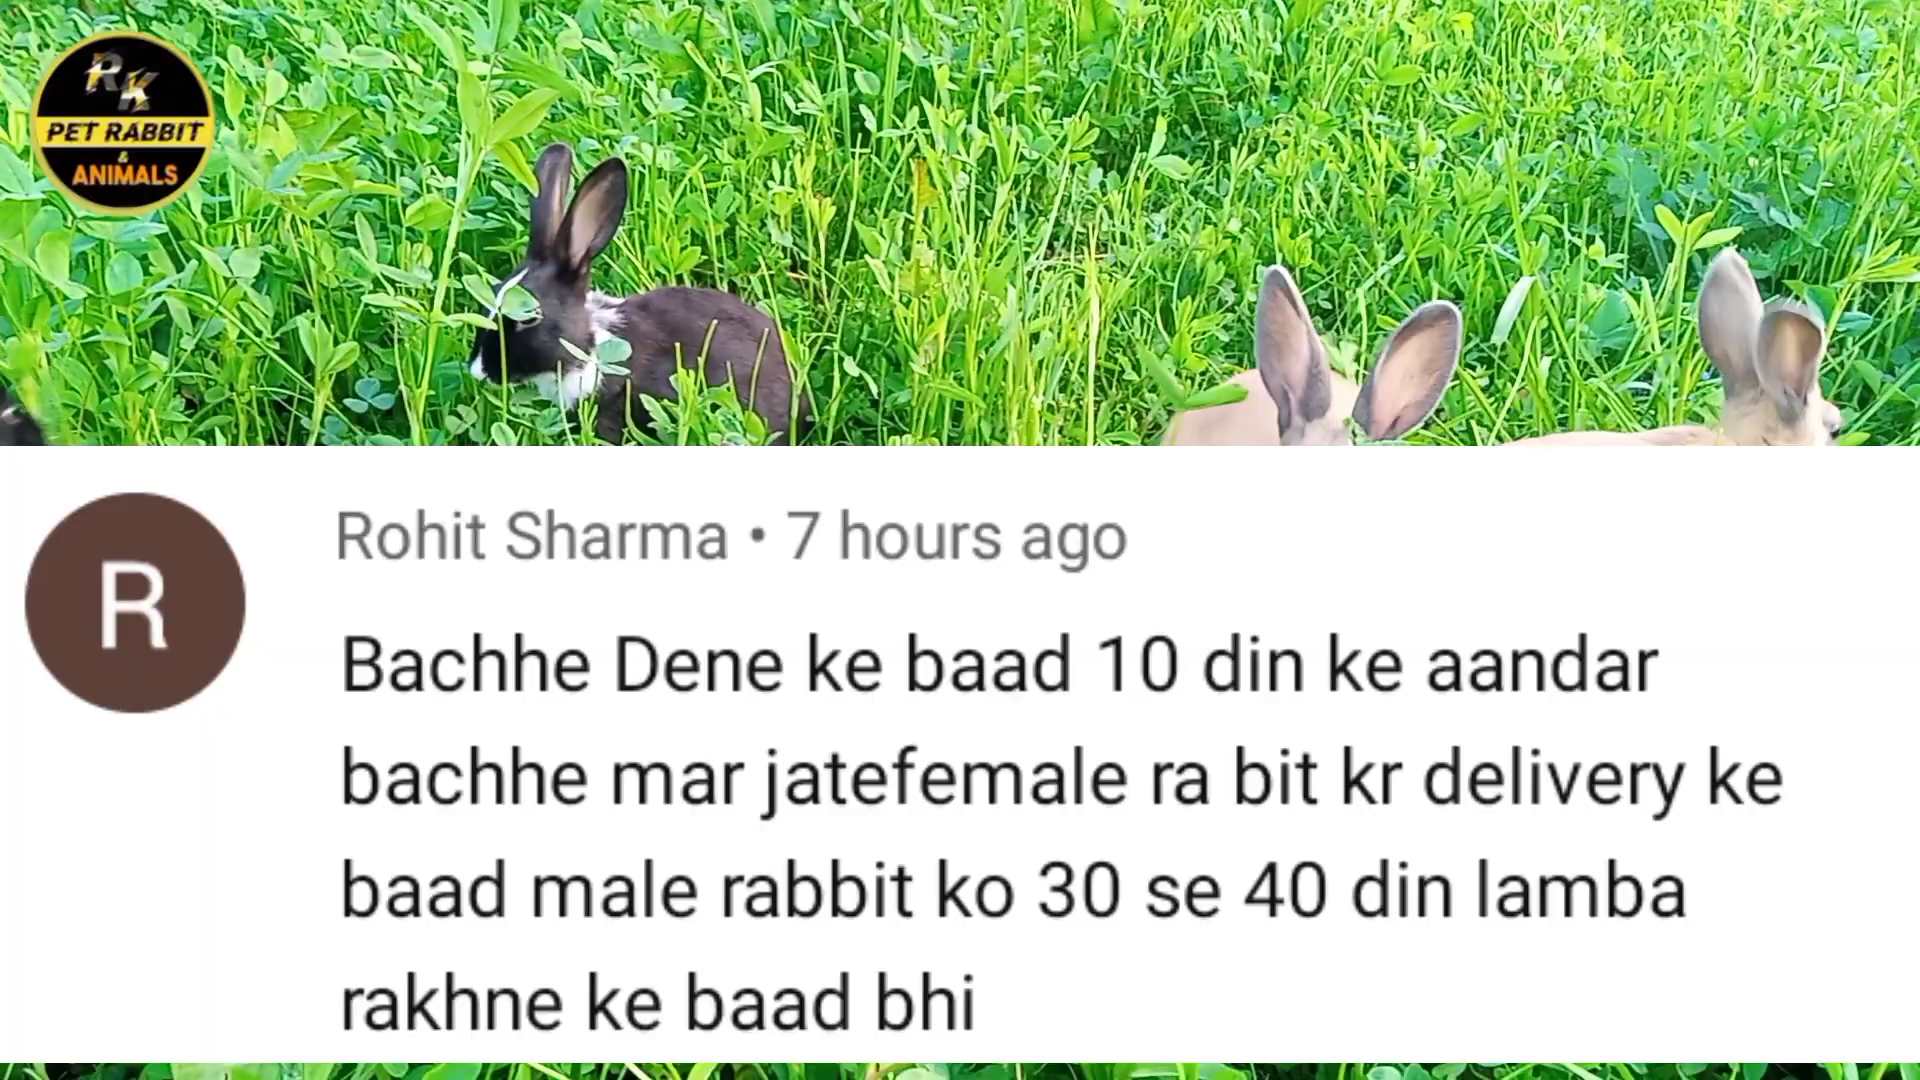 RK
PET RABBIT
&
ANIMALS
R
Rohit Sharma • 7 hours ago
Bachhe Dene ke baad 10 din ke aandar
bachhe mar jatefemale ra bit kr delivery ke
baad male rabbit ko 30 se 40 din lamba
rakhne ke baad bhi